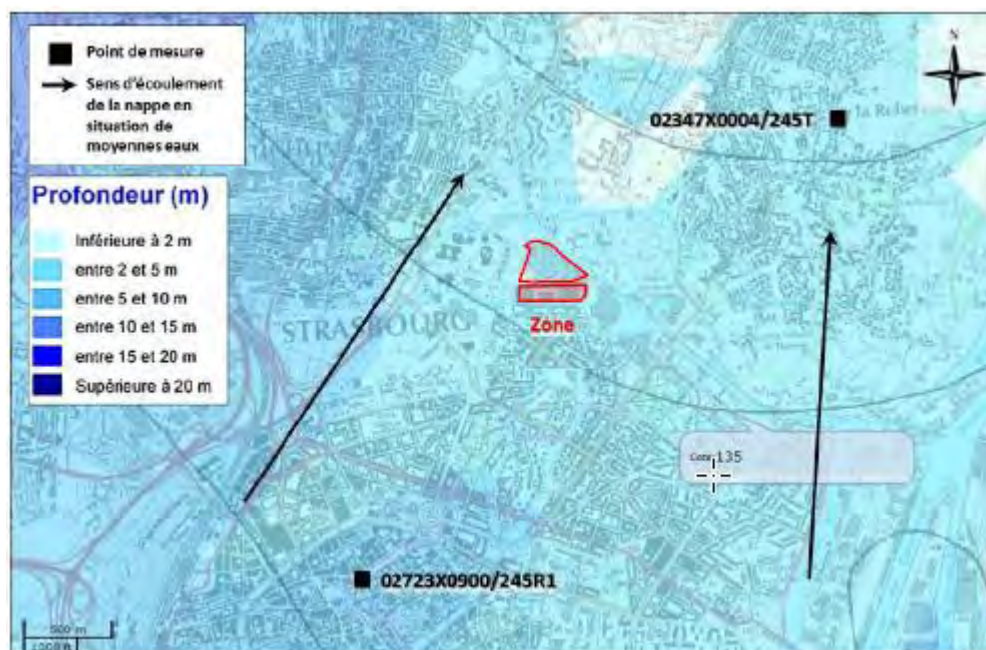 Point de mesure
Sens d'écoulement
de la nappe en
situation de
moyennes eaux
Profondeur (m)
Inférieure à 2 m
entre 2 et 5 m
entre 5 et 10 m
entre 10 et 15 m
entre 15 et 20 m
Supérieure à 20 m
N
02347X0004/245T
la Robertsau
STRASBOURG
Zone
135
02723X0900/245R1
500 m